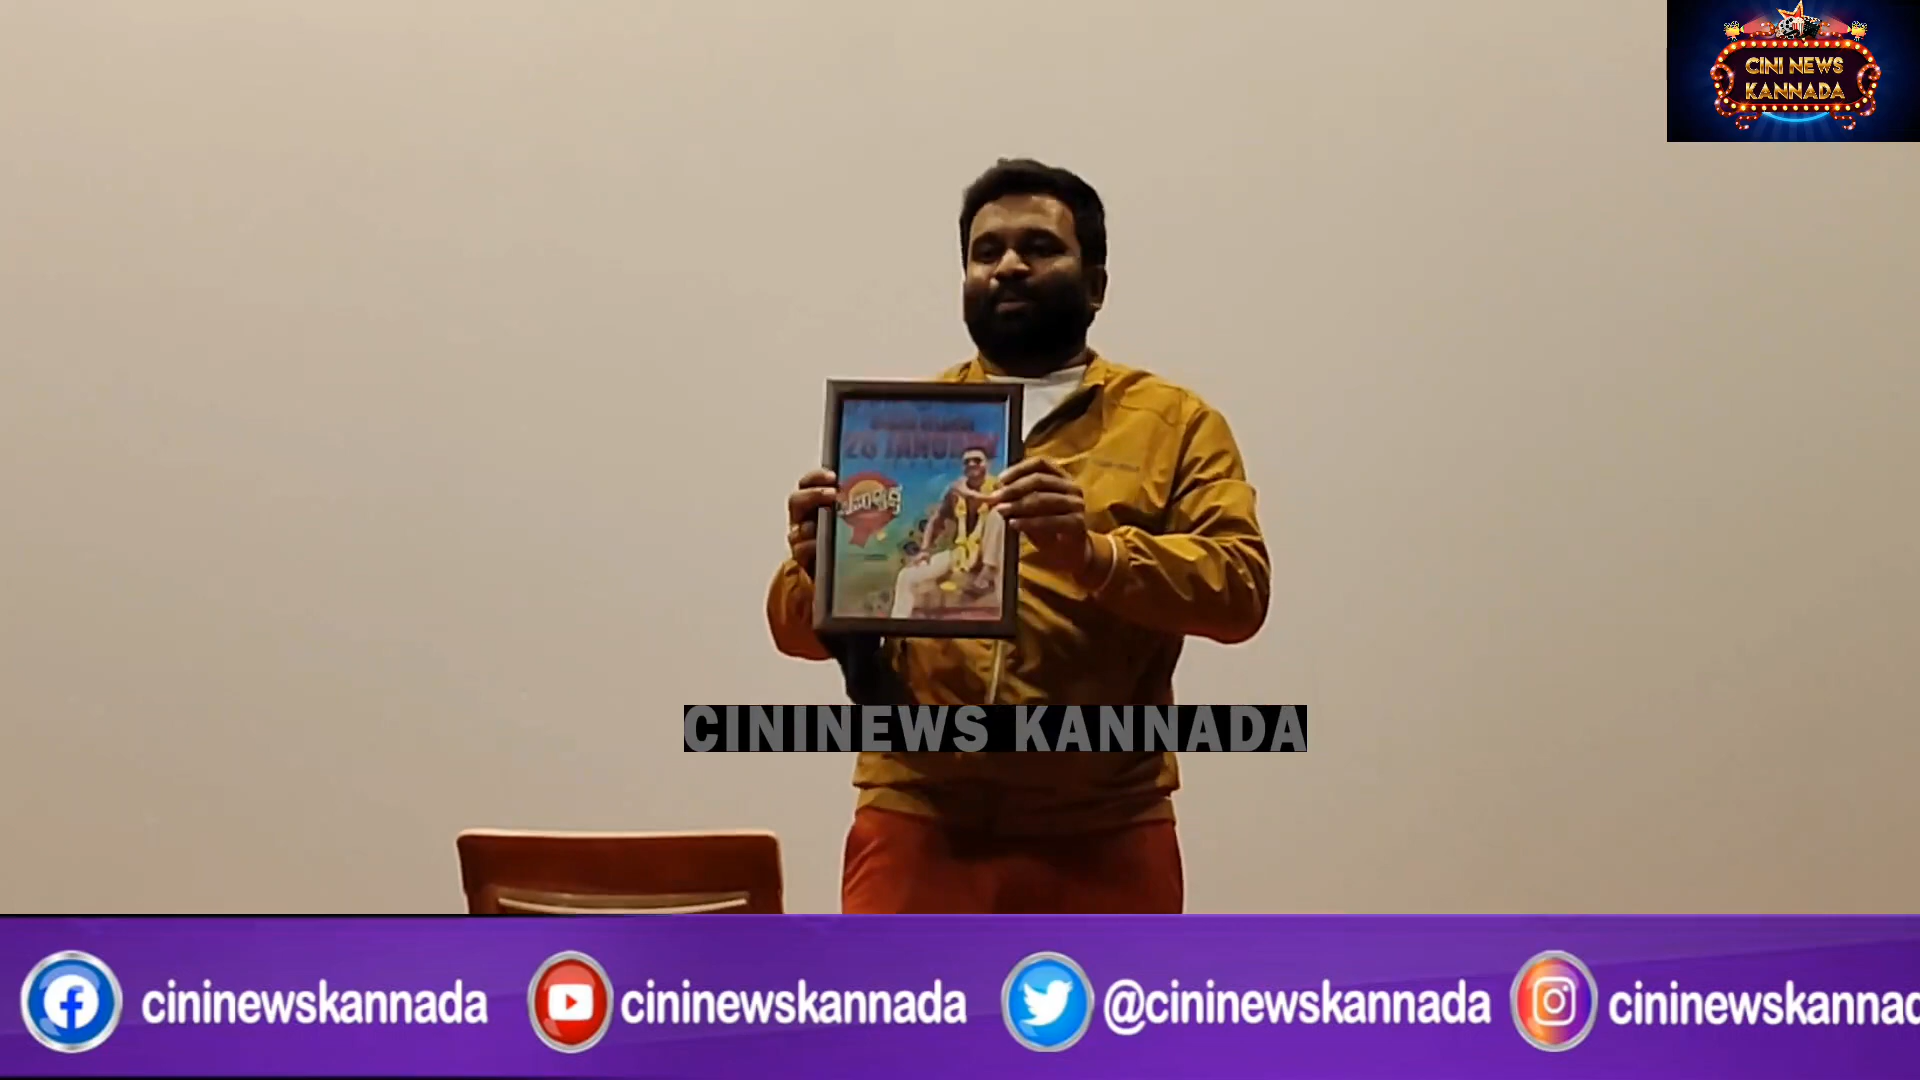 CINI NEWS
KANNADA
28 JANUARY
CININEWS KANNADA
cininewskannada
cininewskannada
@cininewskannada
cininewskannad